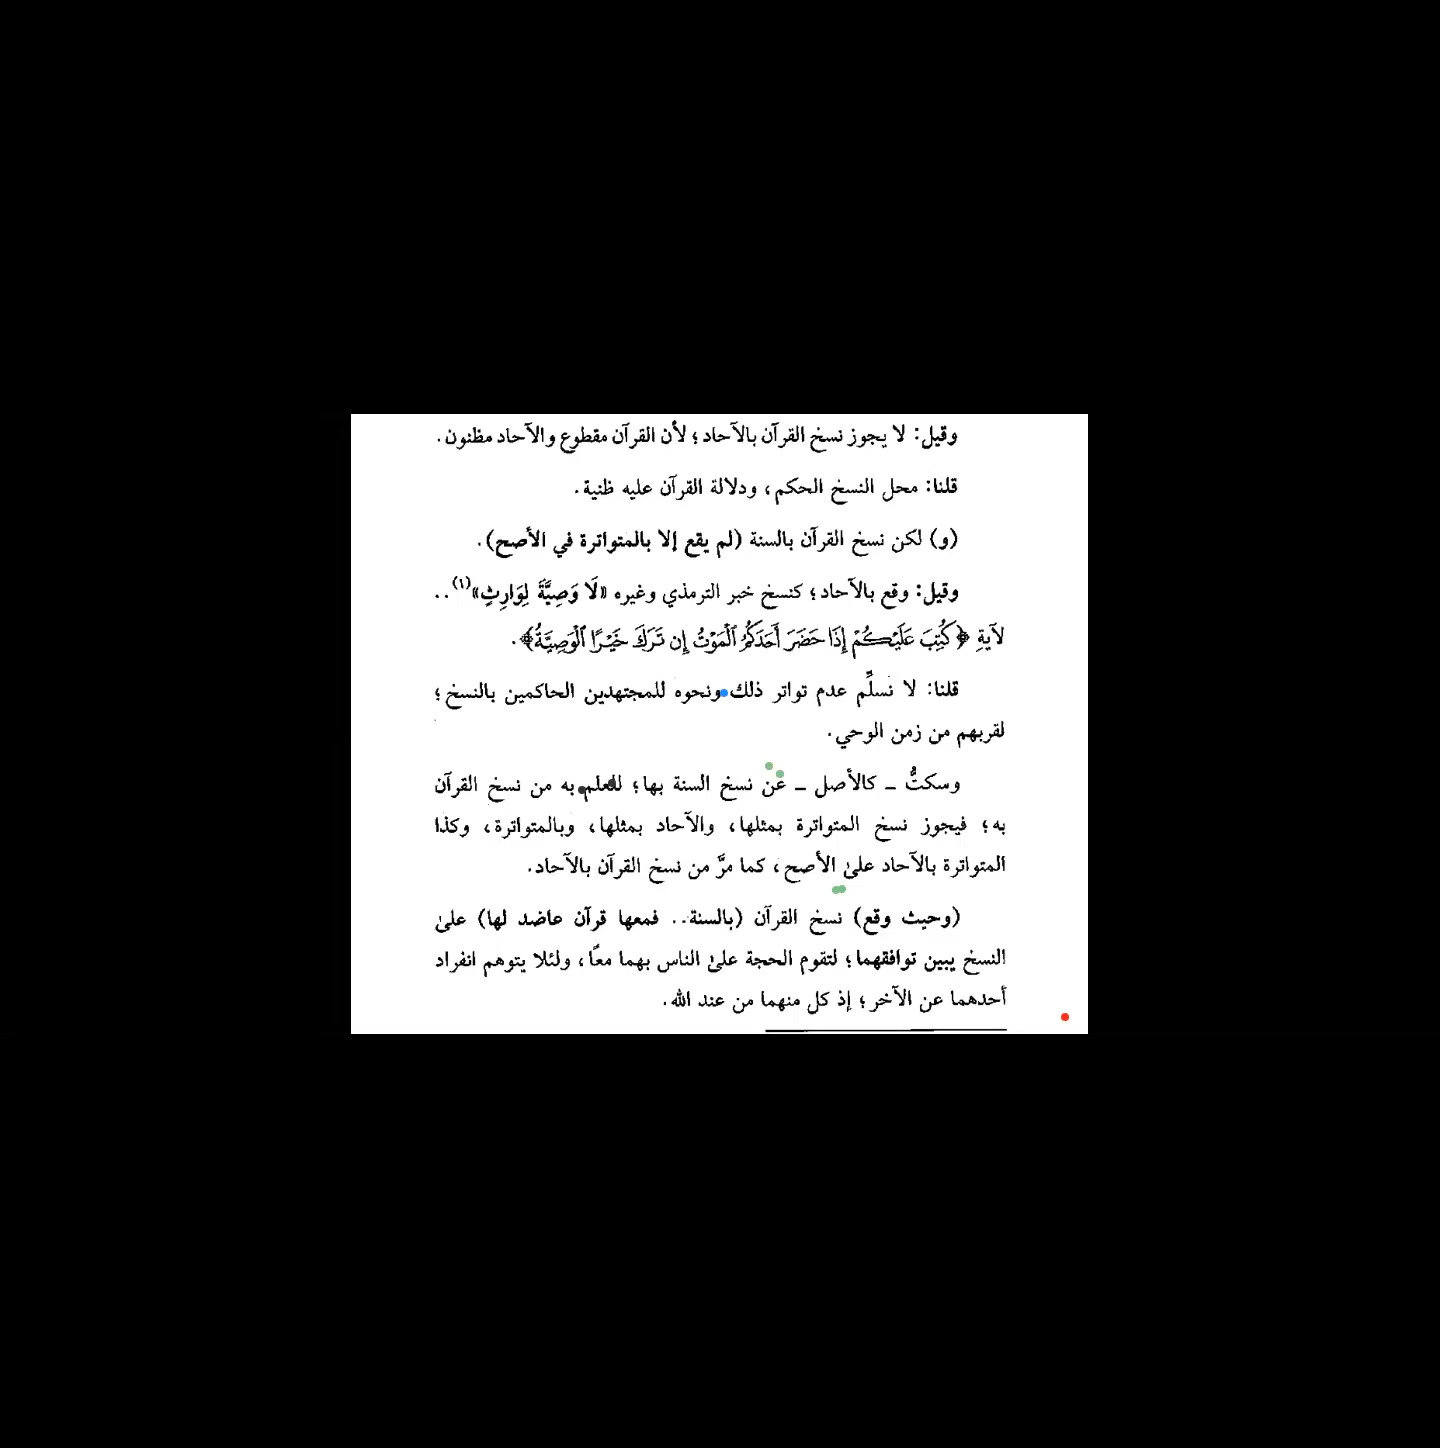 وقيل: لا يجوز نسخ القرآن بالآحاد؛ لأن القرآن مقطوع والآحاد مظنون.
قلنا: محل النسخ الحكم، ودلالة القرآن عليه ظنية.
(و) لكن نسخ القرآن بالسنة (لم يقع إلا بالمتواترة في الأصح).
وقيل: وقع بالآحاد؛ كنسخ خبر الترمذي وغيره «لَا وَصِيَّةَ لِوَارِثٍ»(١)..
لآيةِ ﴿كُتِبَ عَلَيْكُمْ إِذَا حَضَرَ أَحَدَكُمُ ٱلْمَوْتُ إِن تَرَكَ خَيْرًا ٱلْوَصِيَّةُ﴾.
قلنا: لا نسلِّم عدم تواتر ذلك ونحوه للمجتهدين الحاكمين بالنسخ؛
لقربهم من زمن الوحي.
وسكتُّ ــ كالأصل ــ عن نسخ السنة بها؛ للعلم به من نسخ القرآن
به؛ فيجوز نسخ المتواترة بمثلها، والآحاد بمثلها، وبالمتواترة، وكذا
المتواترة بالآحاد علىٰ الأصح، كما مرَّ من نسخ القرآن بالآحاد.
(وحيث وقع) نسخ القرآن (بالسنة.. فمعها قرآن عاضد لها) علىٰ
النسخ يبين توافقهما؛ لتقوم الحجة علىٰ الناس بهما معًا، ولئلا يتوهم انفراد
أحدهما عن الآخر؛ إذ كل منهما من عند الله.